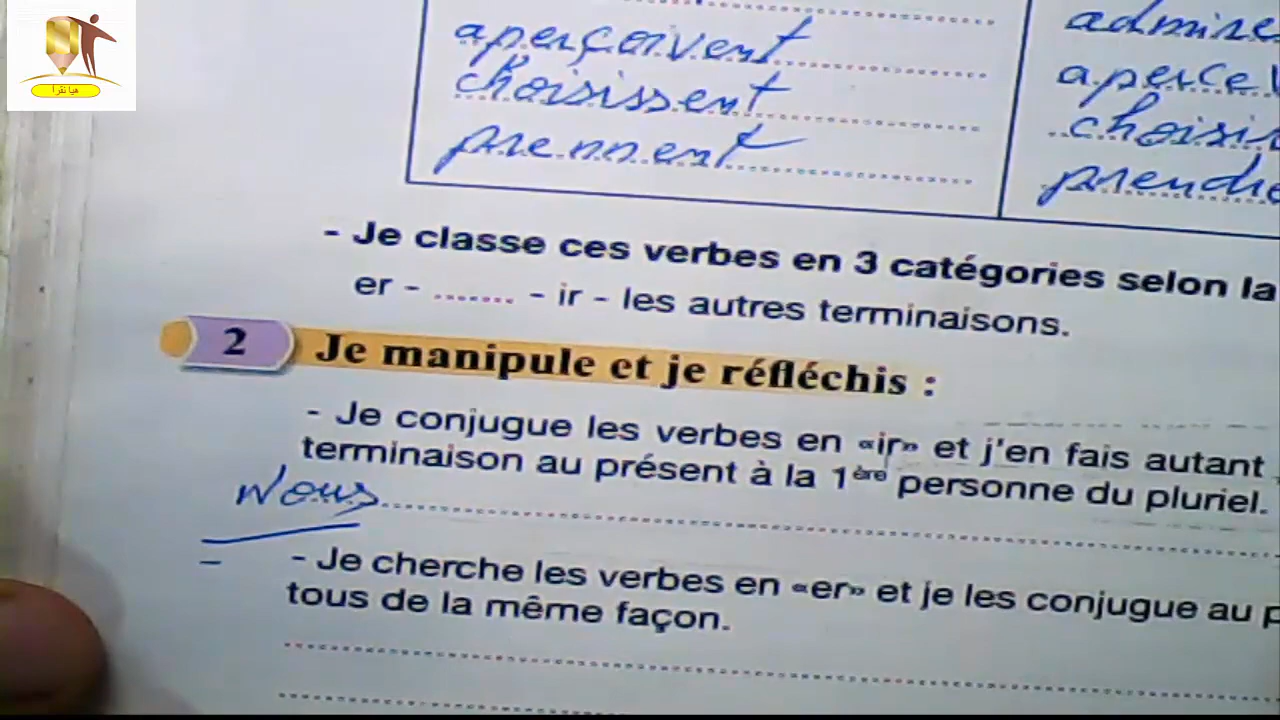 هيا نقرأ
aperçoivent admire
choisissent aperce
prennent choisir
prendre
- Je classe ces verbes en 3 catégories selon la
er - ........ - ir - les autres terminaisons.
2 Je manipule et je réfléchis :
- Je conjugue les verbes en «ir» et j'en fais autant
terminaison au présent à la 1ère personne du pluriel.
Nous
- Je cherche les verbes en «er» et je les conjugue au p
tous de la même façon.